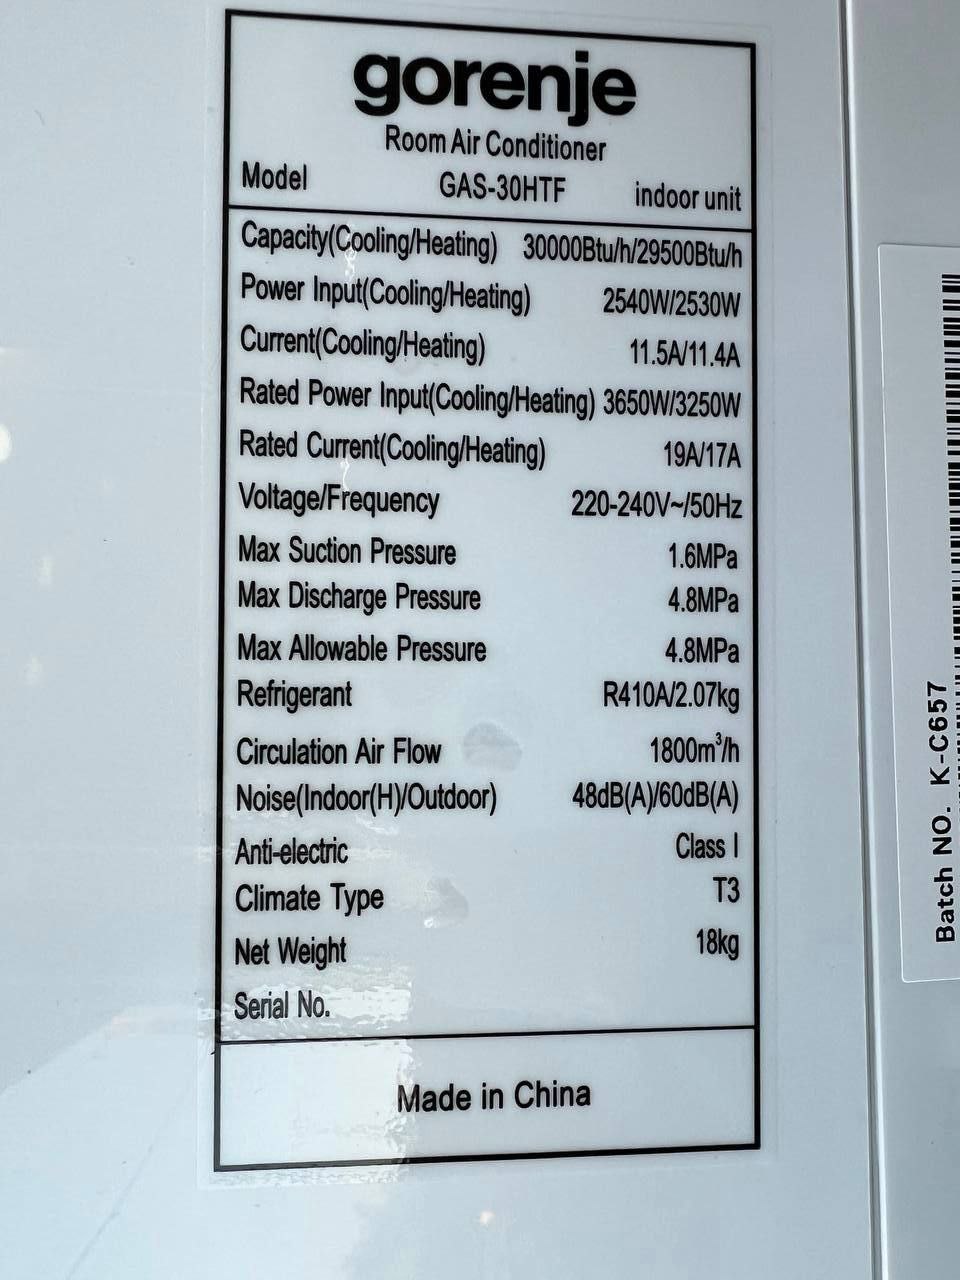 gorenje
Room Air Conditioner
Model GAS-30HTF indoor unit
Capacity(Cooling/Heating) 30000Btu/h/29500Btu/h
Power Input(Cooling/Heating) 2540W/2530W
Current(Cooling/Heating) 11.5A/11.4A
Rated Power Input(Cooling/Heating) 3650W/3250W
Rated Current(Cooling/Heating) 19A/17A
Voltage/Frequency 220-240V~/50Hz
Max Suction Pressure 1.6MPa
Max Discharge Pressure 4.8MPa
Max Allowable Pressure 4.8MPa
Refrigerant R410A/2.07kg
Circulation Air Flow 1800m³/h
Noise(Indoor(H)/Outdoor) 48dB(A)/60dB(A)
Anti-electric Class I
Climate Type T3
Net Weight 18kg
Serial No.
Made in China
Batch NO. K-C657